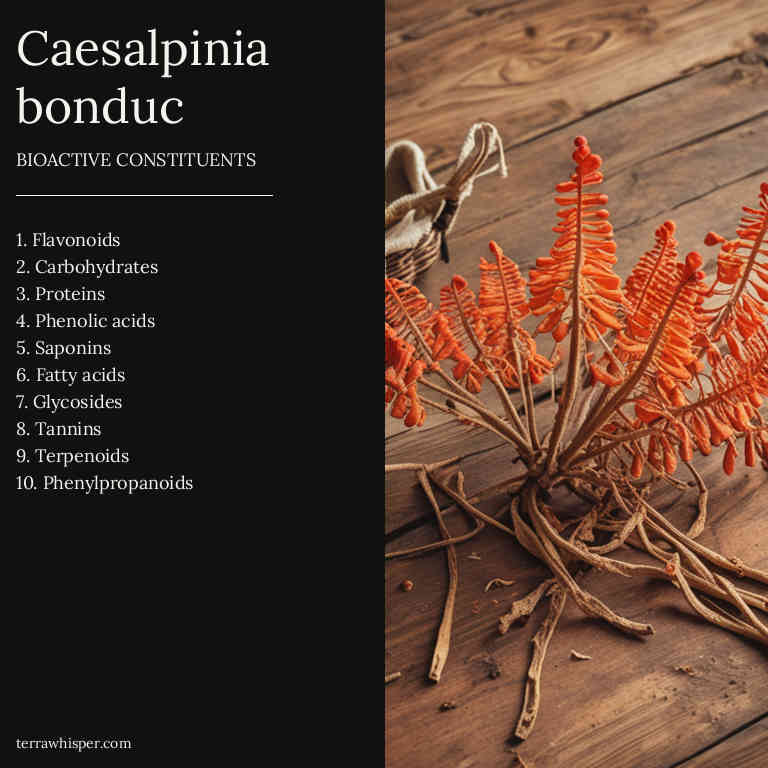 Caesalpinia
bonduc
BIOACTIVE CONSTITUENTS
1. Flavonoids
2. Carbohydrates
3. Proteins
4. Phenolic acids
5. Saponins
6. Fatty acids
7. Glycosides
8. Tannins
9. Terpenoids
10. Phenylpropanoids
terrawhisper.com